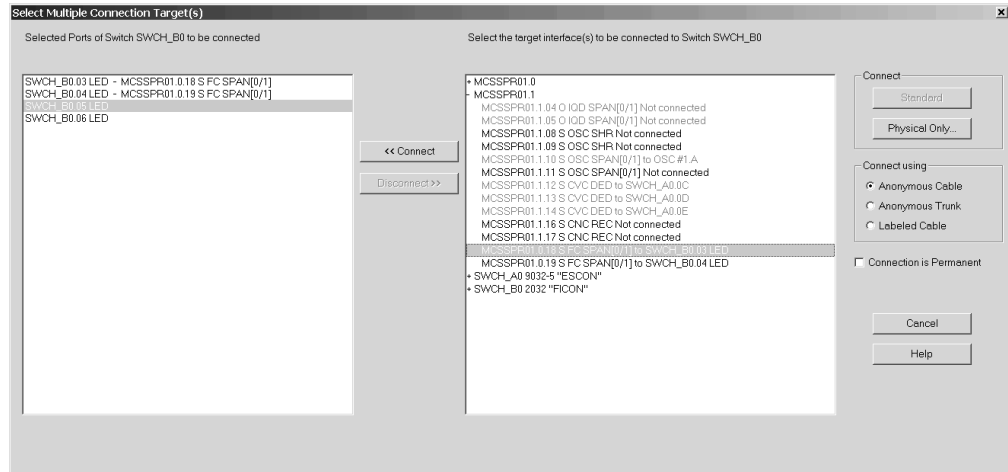 Select Multiple Connection Target(s)
Selected Ports of Switch SWCH_B0 to be connected
SWCH_B0.03 LED - MCSSPR01.0.18 S FC SPAN[0/1]
SWCH_B0.04 LED - MCSSPR01.0.19 S FC SPAN[0/1]
SWCH_B0.05 LED
SWCH_B0.06 LED
<< Connect
Disconnect >>
Select the target interface(s) to be connected to Switch SWCH_B0
+ MCSSPR01.0
- MCSSPR01.1
MCSSPR01.1.04 O IQD SPAN[0/1] Not connected
MCSSPR01.1.05 O IQD SPAN[0/1] Not connected
MCSSPR01.1.08 S OSC SHR Not connected
MCSSPR01.1.09 S OSC SHR Not connected
MCSSPR01.1.10 S OSC SPAN[0/1] to OSC #1.A
MCSSPR01.1.11 S OSC SPAN[0/1] Not connected
MCSSPR01.1.12 S CVC DED to SWCH_A0.0C
MCSSPR01.1.13 S CVC DED to SWCH_A0.0D
MCSSPR01.1.14 S CVC DED to SWCH_A0.0E
MCSSPR01.1.16 S CNC REC Not connected
MCSSPR01.1.17 S CNC REC Not connected
MCSSPR01.0.18 S FC SPAN[0/1] to SWCH_B0.03 LED
MCSSPR01.0.19 S FC SPAN[0/1] to SWCH_B0.04 LED
+ SWCH_A0 9032-5 "ESCON"
+ SWCH_B0 2032 "FICON"
Connect
Standard
Physical Only...
Connect using
Anonymous Cable
Anonymous Trunk
Labeled Cable
Connection is Permanent
Cancel
Help